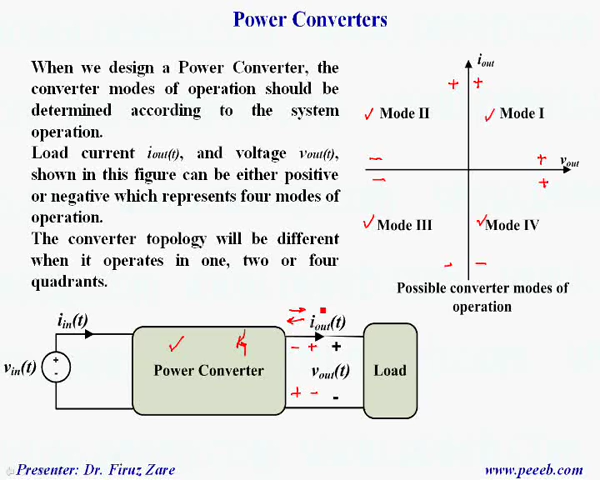 Power Converters
When we design a Power Converter, the
converter modes of operation should be
determined according to the system
operation.
Load current iout(t), and voltage vout(t),
shown in this figure can be either positive
or negative which represents four modes of
operation.
The converter topology will be different
when it operates in one, two or four
quadrants.
iout
+ +
✓ Mode II ✓ Mode I
− + vout
− +
✓ Mode III ✓ Mode IV
- −
Possible converter modes of
operation
iin(t) iout(t)
− + +
vin(t) + - Power Converter vout(t) Load
+ − -
Presenter: Dr. Firuz Zare www.peeeb.com